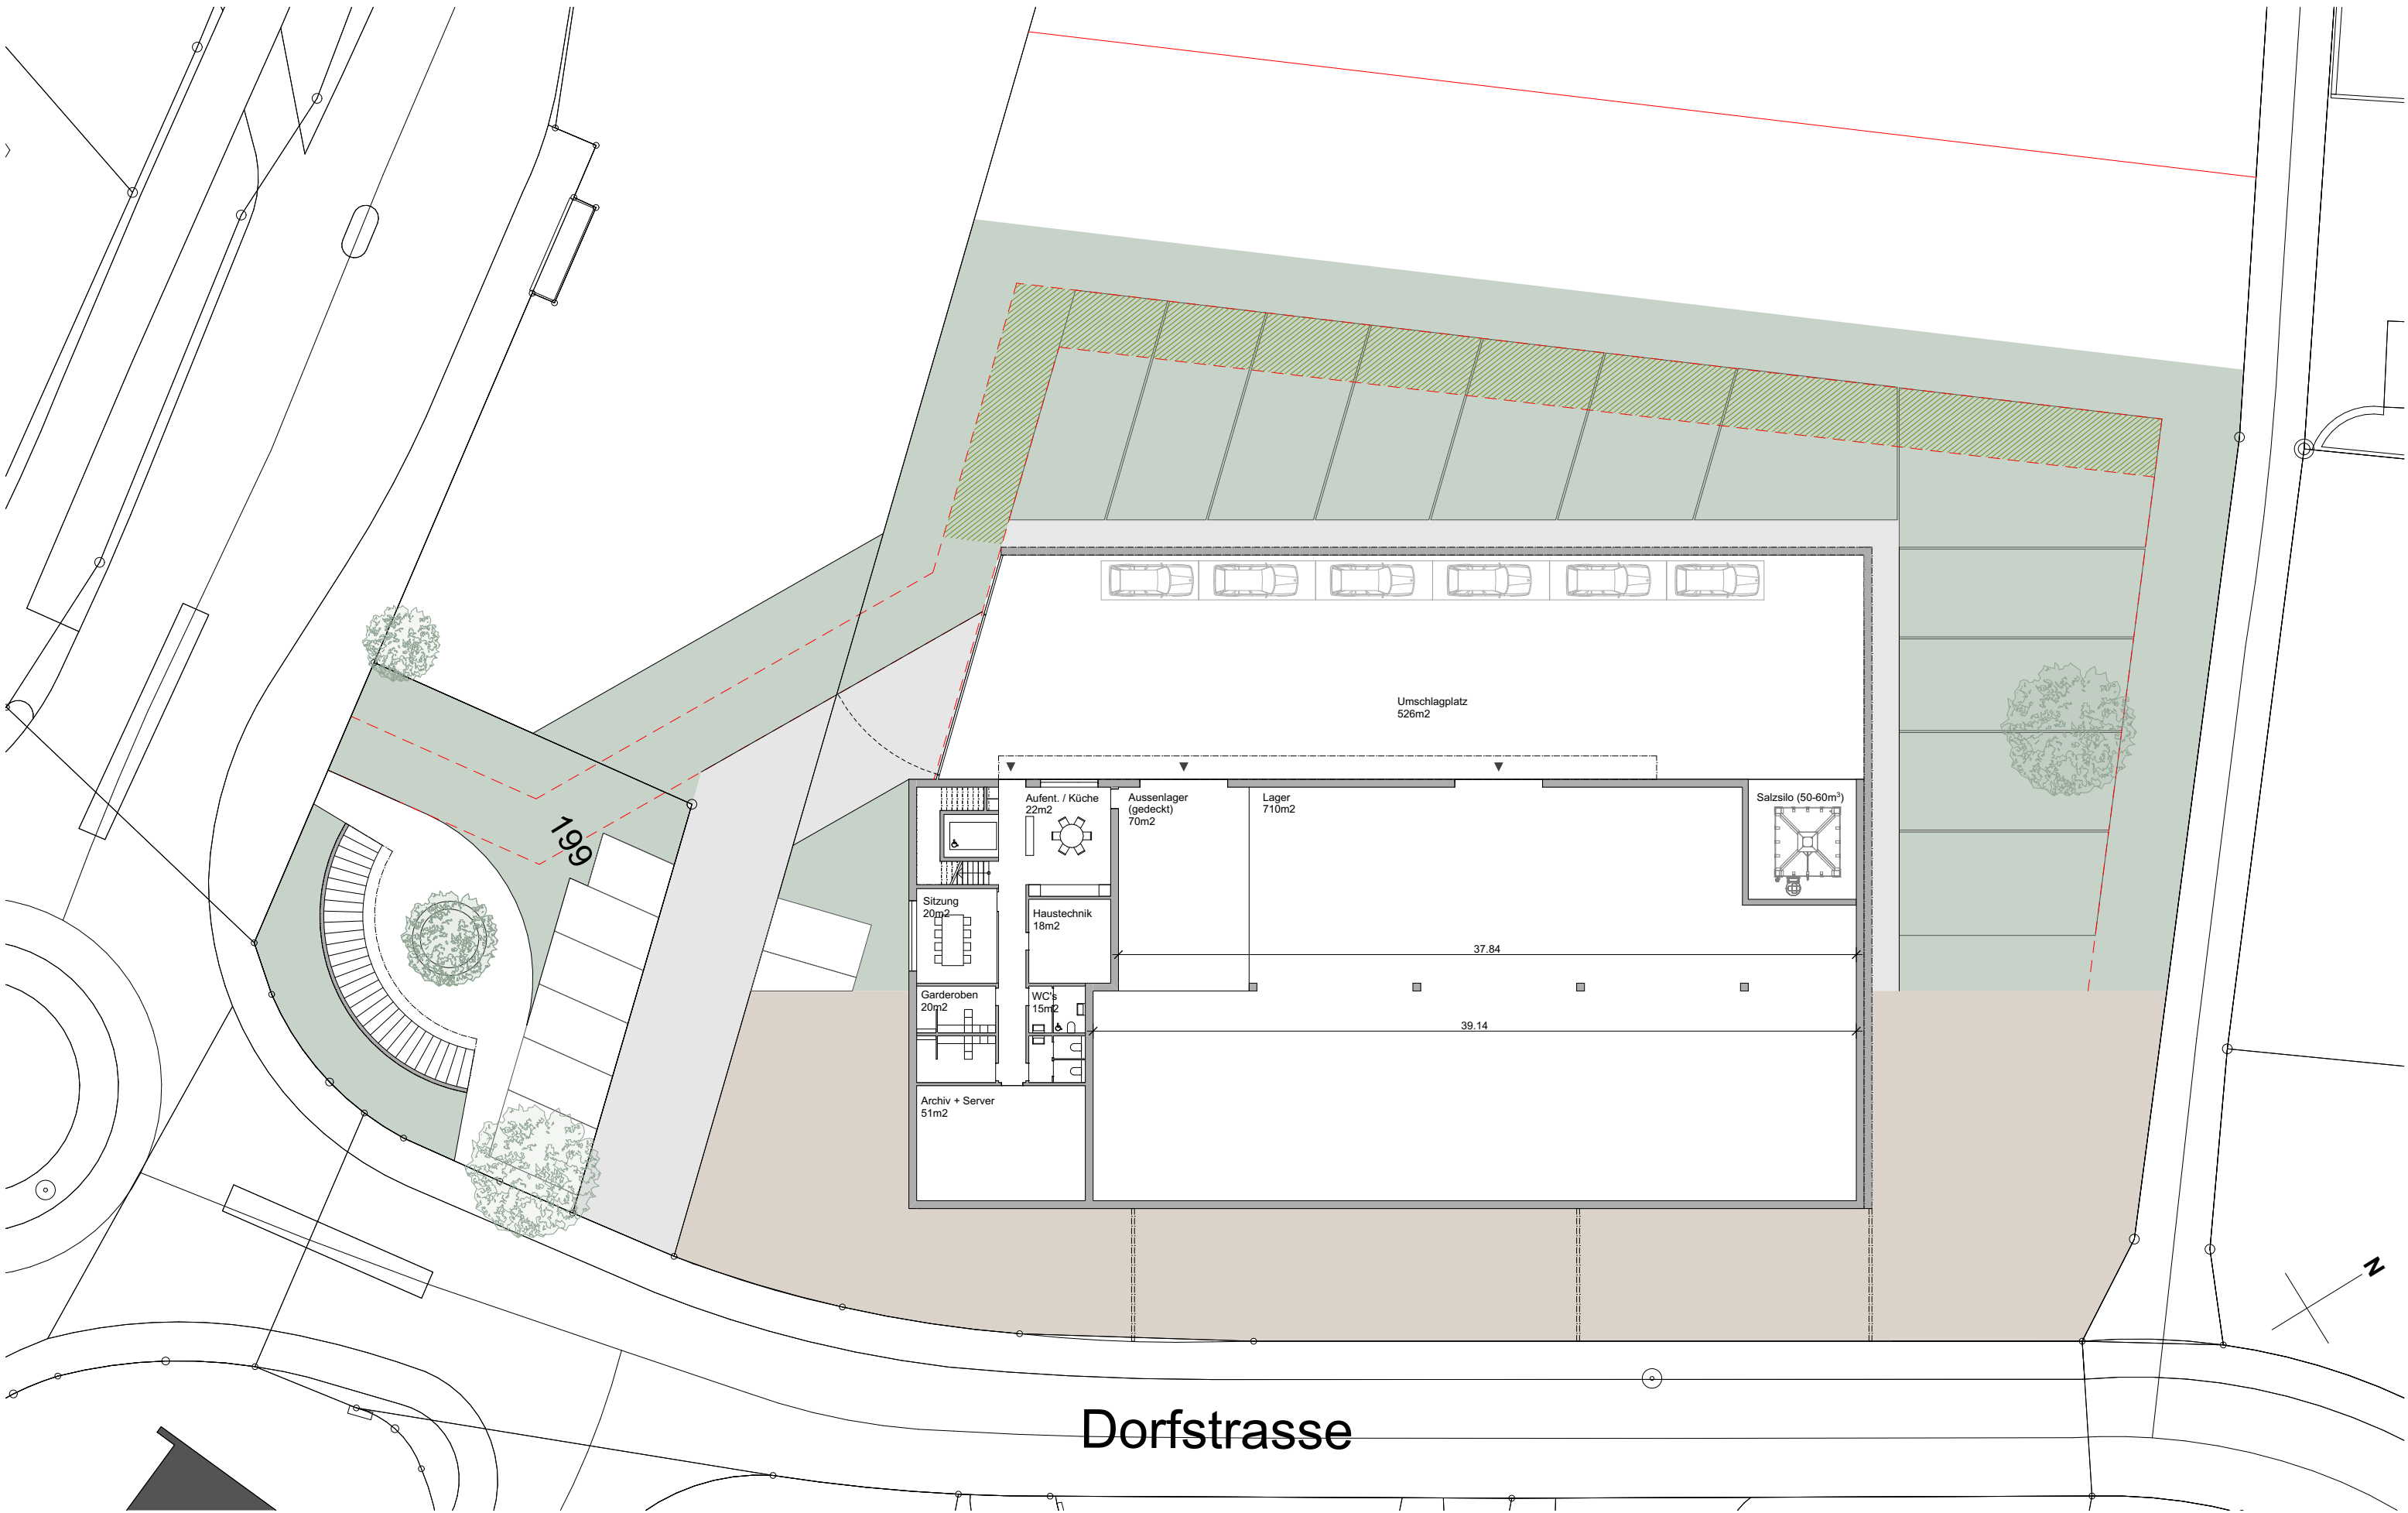 Umschlagplatz
526m2
Aufent. / Küche
22m2
Aussenlager
(gedeckt)
70m2
Lager
710m2
Salzsilo (50-60m³)
199
Sitzung
20m2
Haustechnik
18m2
37.84
Garderoben
20m2
WC's
15m2
39.14
Archiv + Server
51m2
N
Dorfstrasse